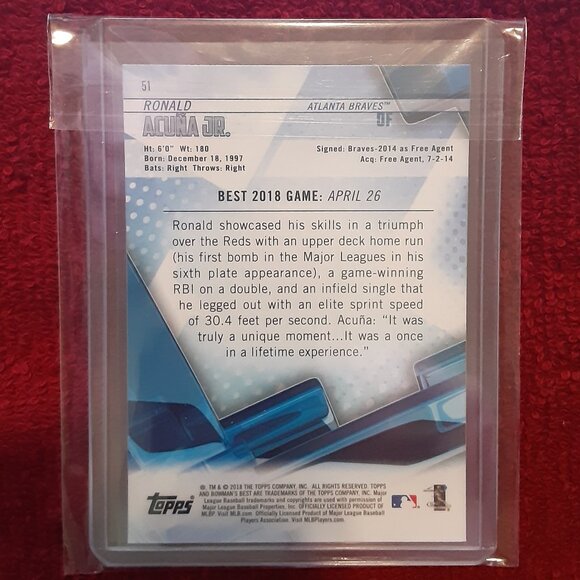 51
RONALD
ACUÑA JR.
ATLANTA BRAVES™
OF
Ht: 6'0" Wt: 180
Born: December 18, 1997
Bats: Right Throws: Right
Signed: Braves-2014 as Free Agent
Acq: Free Agent, 7-2-14
BEST 2018 GAME: APRIL 26
Ronald showcased his skills in a triumph
over the Reds with an upper deck home run
(his first bomb in the Major Leagues in his
sixth plate appearance), a game-winning
RBI on a double, and an infield single that
he legged out with an elite sprint speed
of 30.4 feet per second. Acuña: “It was
truly a unique moment...It was a once
in a lifetime experience.”
Topps
®, TM & © 2018 THE TOPPS COMPANY, INC. ALL RIGHTS RESERVED. TOPPS
AND BOWMAN'S BEST ARE TRADEMARKS OF THE TOPPS COMPANY, INC. Major
League Baseball trademarks and copyrights are used with permission of
Major League Baseball Properties, Inc. OFFICIALLY LICENSED PRODUCT OF
MLBP. Visit MLB.com. Officially Licensed Product of Major League Baseball
Players Association. Visit MLBPlayers.com.